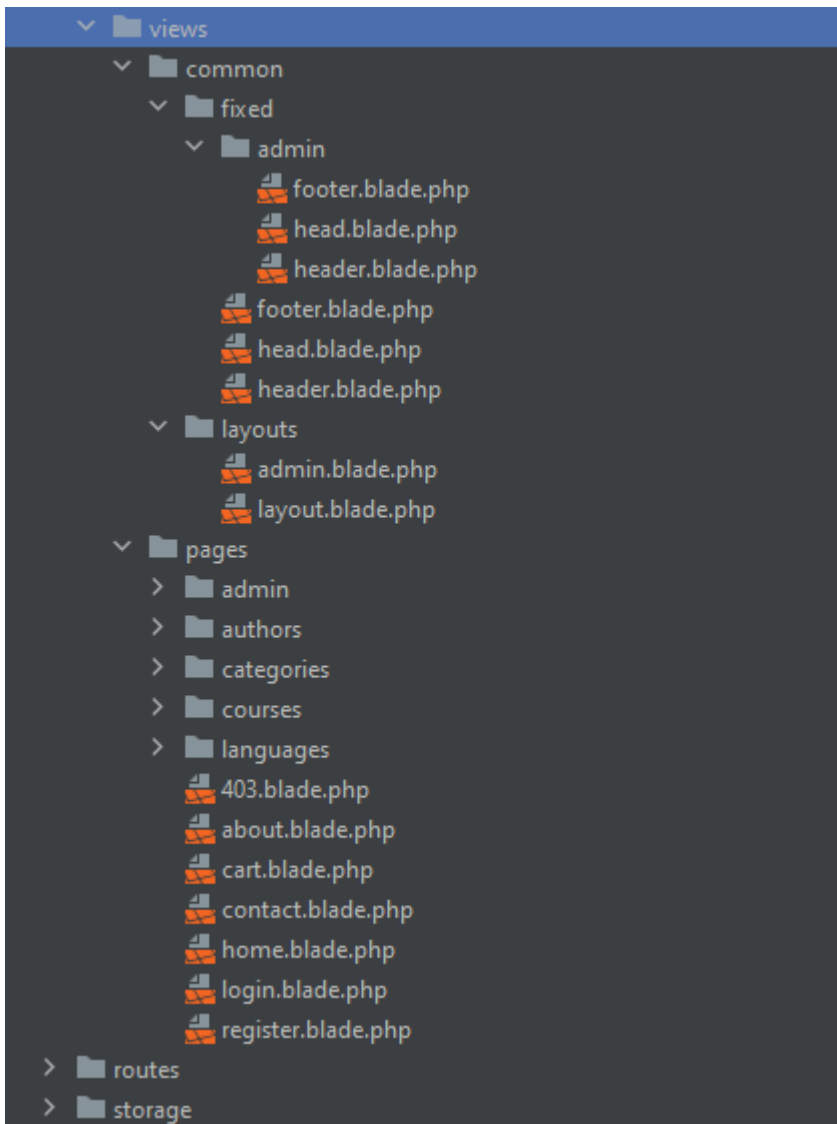 views
common
fixed
admin
footer.blade.php
head.blade.php
header.blade.php
footer.blade.php
head.blade.php
header.blade.php
layouts
admin.blade.php
layout.blade.php
pages
admin
authors
categories
courses
languages
403.blade.php
about.blade.php
cart.blade.php
contact.blade.php
home.blade.php
login.blade.php
register.blade.php
routes
storage